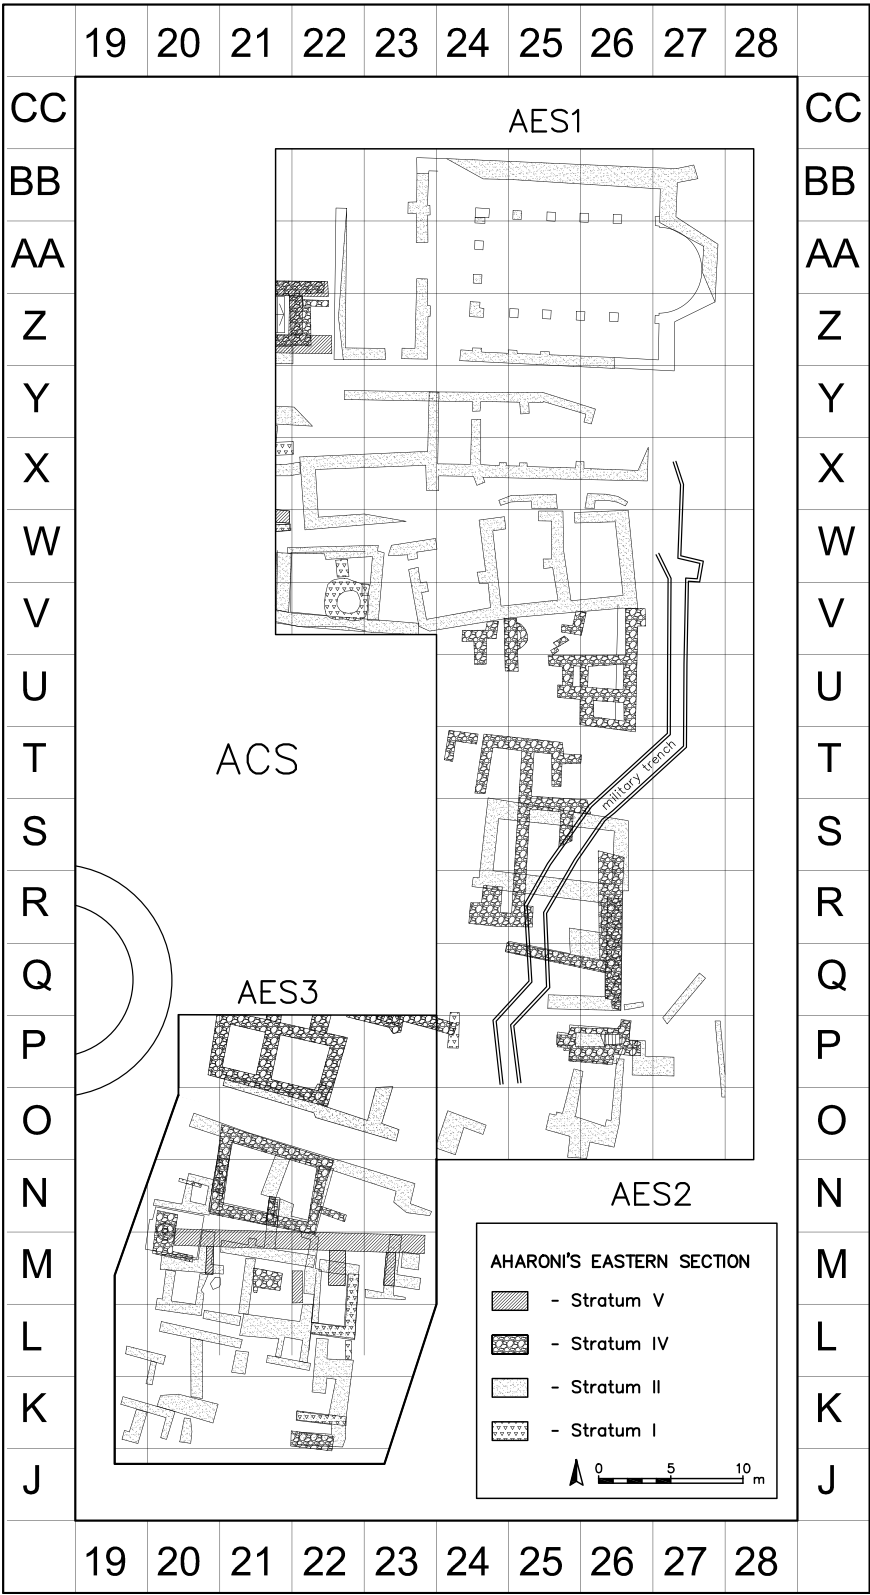 19 20 21 22 23 24 25 26 27 28
CC CC
AES1
BB BB
AA AA
Z Z
Y Y
X X
W W
V V
U U
ACS
T T
military trench
S S
R R
Q Q
AES3
P P
O O
N N
AES2
M M
AHARONI'S EASTERN SECTION
- Stratum V
L L
- Stratum IV
- Stratum II
K K
- Stratum I
J J
0 5 10 m
19 20 21 22 23 24 25 26 27 28